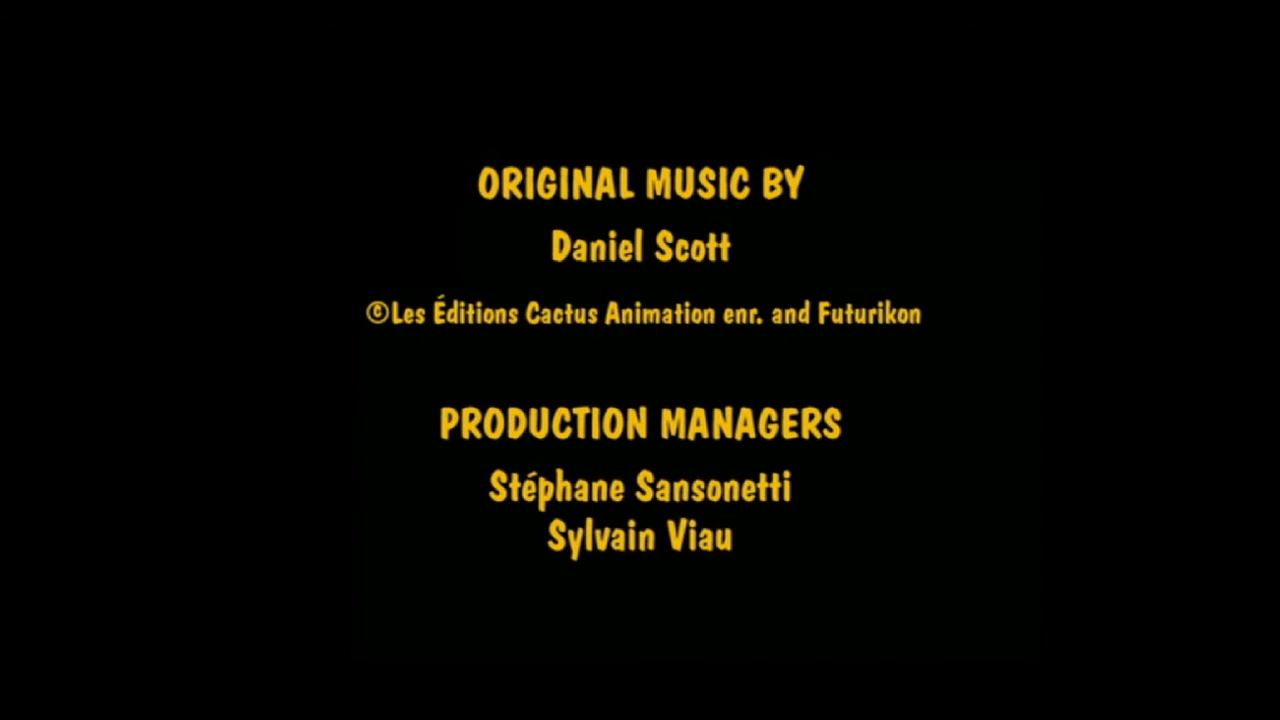 ORIGINAL MUSIC BY
Daniel Scott
©Les Éditions Cactus Animation enr. and Futurikon
PRODUCTION MANAGERS
Stéphane Sansonetti
Sylvain Viau